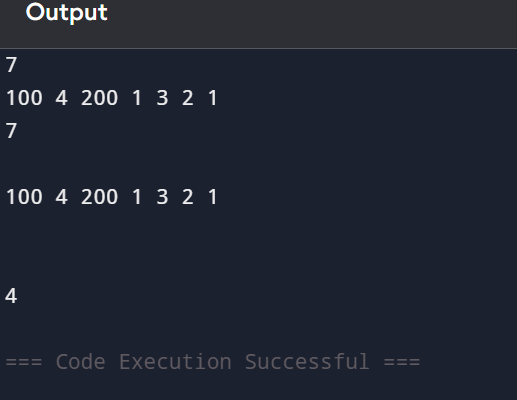 Output
7
100 4 200 1 3 2 1
7
100 4 200 1 3 2 1
4
=== Code Execution Successful ===